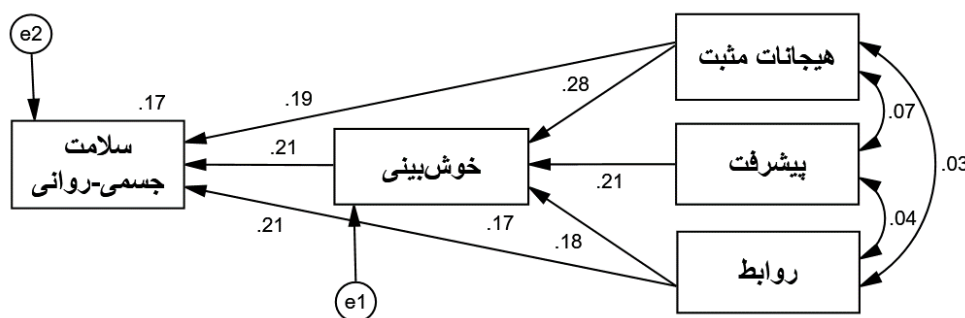 e2
هیجانات مثبت
.17
.19
.28
.07
سلامت
جسمی-روانی
.21
خوش‌بینی
پیشرفت
.21
.03
.21
.17
.18
.04
روابط
e1